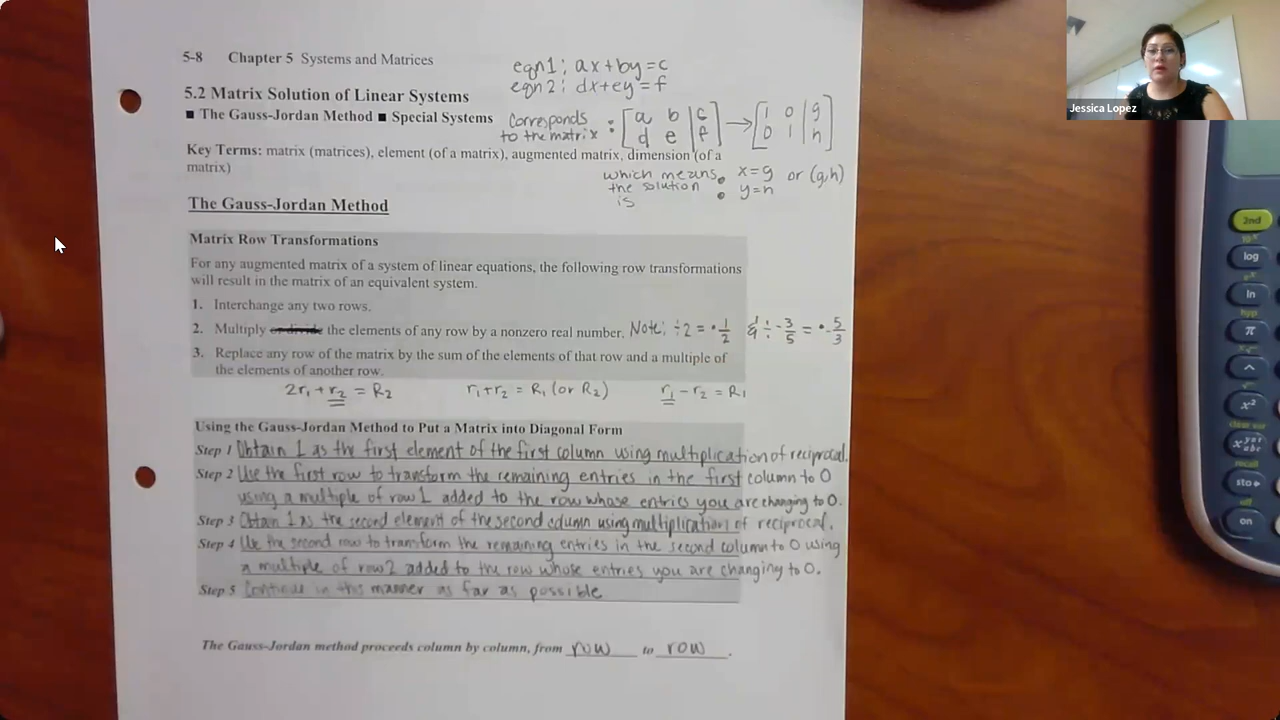 5-8 Chapter 5 Systems and Matrices
eqn1: ax+by=c
eqn2: dx+ey=f
5.2 Matrix Solution of Linear Systems
■ The Gauss-Jordan Method ■ Special Systems
Corresponds to the matrix : [a b | c
d e | f] → [1 0 | g
0 1 | h]
Key Terms: matrix (matrices), element (of a matrix), augmented matrix, dimension (of a
matrix)
which means the solution is : x=g
y=h or (g,h)
The Gauss-Jordan Method
Matrix Row Transformations
For any augmented matrix of a system of linear equations, the following row transformations
will result in the matrix of an equivalent system.
1. Interchange any two rows.
2. Multiply or divide the elements of any row by a nonzero real number. Note: ÷2 = ·1/2 & ÷-3/5 = ·-5/3
3. Replace any row of the matrix by the sum of the elements of that row and a multiple of
the elements of another row.
2r₁+r₂ = R₂ r₁+r₂ = R₁ (or R₂) r₁-r₂ = R₁
Using the Gauss-Jordan Method to Put a Matrix into Diagonal Form
Step 1 Obtain 1 as the first element of the first column using multiplication of reciprocal.
Step 2 Use the first row to transform the remaining entries in the first column to 0
using a multiple of row 1 added to the row whose entries you are changing to 0.
Step 3 Obtain 1 as the second element of the second column using multiplication of reciprocal.
Step 4 Use the second row to transform the remaining entries in the second column to 0 using
a multiple of row 2 added to the row whose entries you are changing to 0.
Step 5 Continue in this manner as far as possible
The Gauss-Jordan method proceeds column by column, from row to row.
Jessica Lopez
2nd
10ˣ
log
eˣ
ln
hyp
π
^
x²
clear var
x yzt abc
recall
sto▸
off
on